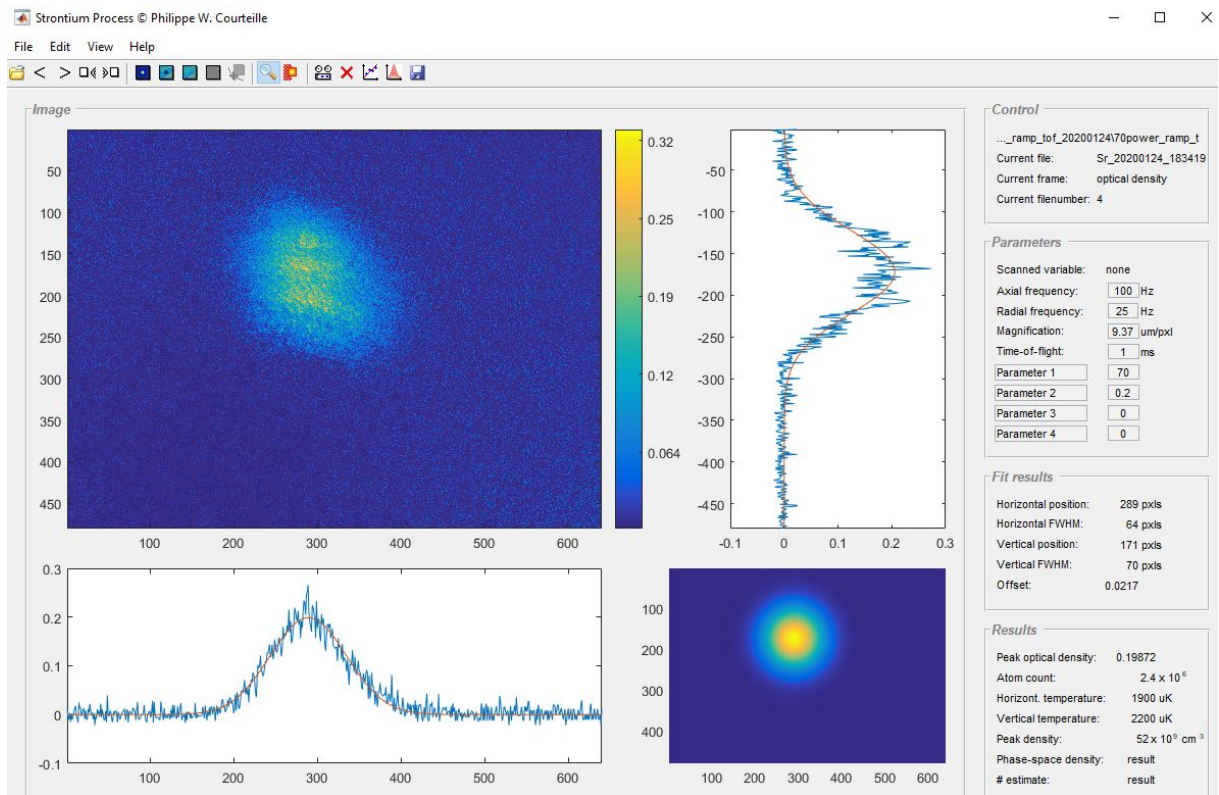 Strontium Process © Philippe W. Courteille
File Edit View Help
Image
50
100
150
200
250
300
350
400
450
100 200 300 400 500 600
0.32
0.25
0.19
0.12
0.064
-50
-100
-150
-200
-250
-300
-350
-400
-450
-0.1 0 0.1 0.2 0.3
0.3
0.2
0.1
0
-0.1
100 200 300 400 500 600
100
200
300
400
100 200 300 400 500 600
Control
..._ramp_tof_20200124\70power_ramp_t
Current file: Sr_20200124_183419
Current frame: optical density
Current filenumber: 4
Parameters
Scanned variable: none
Axial frequency: 100 Hz
Radial frequency: 25 Hz
Magnification: 9.37 um/pxl
Time-of-flight: 1 ms
Parameter 1 70
Parameter 2 0.2
Parameter 3 0
Parameter 4 0
Fit results
Horizontal position: 289 pxls
Horizontal FWHM: 64 pxls
Vertical position: 171 pxls
Vertical FWHM: 70 pxls
Offset: 0.0217
Results
Peak optical density: 0.19872
Atom count: 2.4 x 10⁶
Horizont. temperature: 1900 uK
Vertical temperature: 2200 uK
Peak density: 52 x 10⁹ cm³
Phase-space density: result
# estimate: result